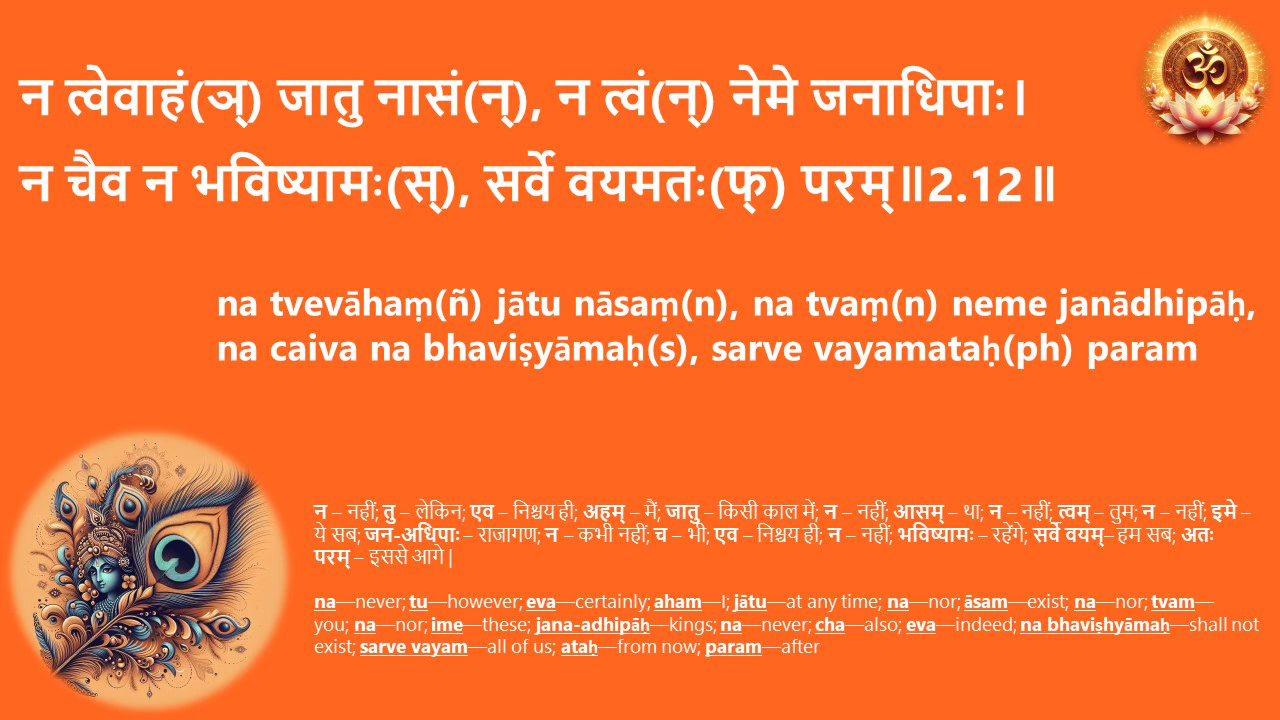 न त्वेवाहं(ञ्) जातु नासं(न्), न त्वं(न्) नेमे जनाधिपाः।
न चैव न भविष्यामः(स्), सर्वे वयमतः(फ्) परम्॥2.12॥
na tvevāhaṃ(ñ) jātu nāsaṃ(n), na tvaṃ(n) neme janādhipāḥ,
na caiva na bhaviṣyāmaḥ(s), sarve vayamataḥ(ph) param
न – नहीं; तु – लेकिन; एव – निश्चय ही; अहम् – मैं; जातु – किसी काल में; न – नहीं; आसम् – था; न – नहीं; त्वम् – तुम; न – नहीं; इमे –
ये सब; जन-अधिपाः – राजागण; न – कभी नहीं; च – भी; एव – निश्चय ही; न – नहीं; भविष्यामः – रहेंगे; सर्वे वयम्– हम सब; अतः
परम् – इससे आगे |
na—never; tu—however; eva—certainly; aham—I; jātu—at any time; na—nor; āsam—exist; na—nor; tvam—
you; na—nor; ime—these; jana-adhipāḥ—kings; na—never; cha—also; eva—indeed; na bhaviṣhyāmaḥ—shall not
exist; sarve vayam—all of us; ataḥ—from now; param—after
ॐ